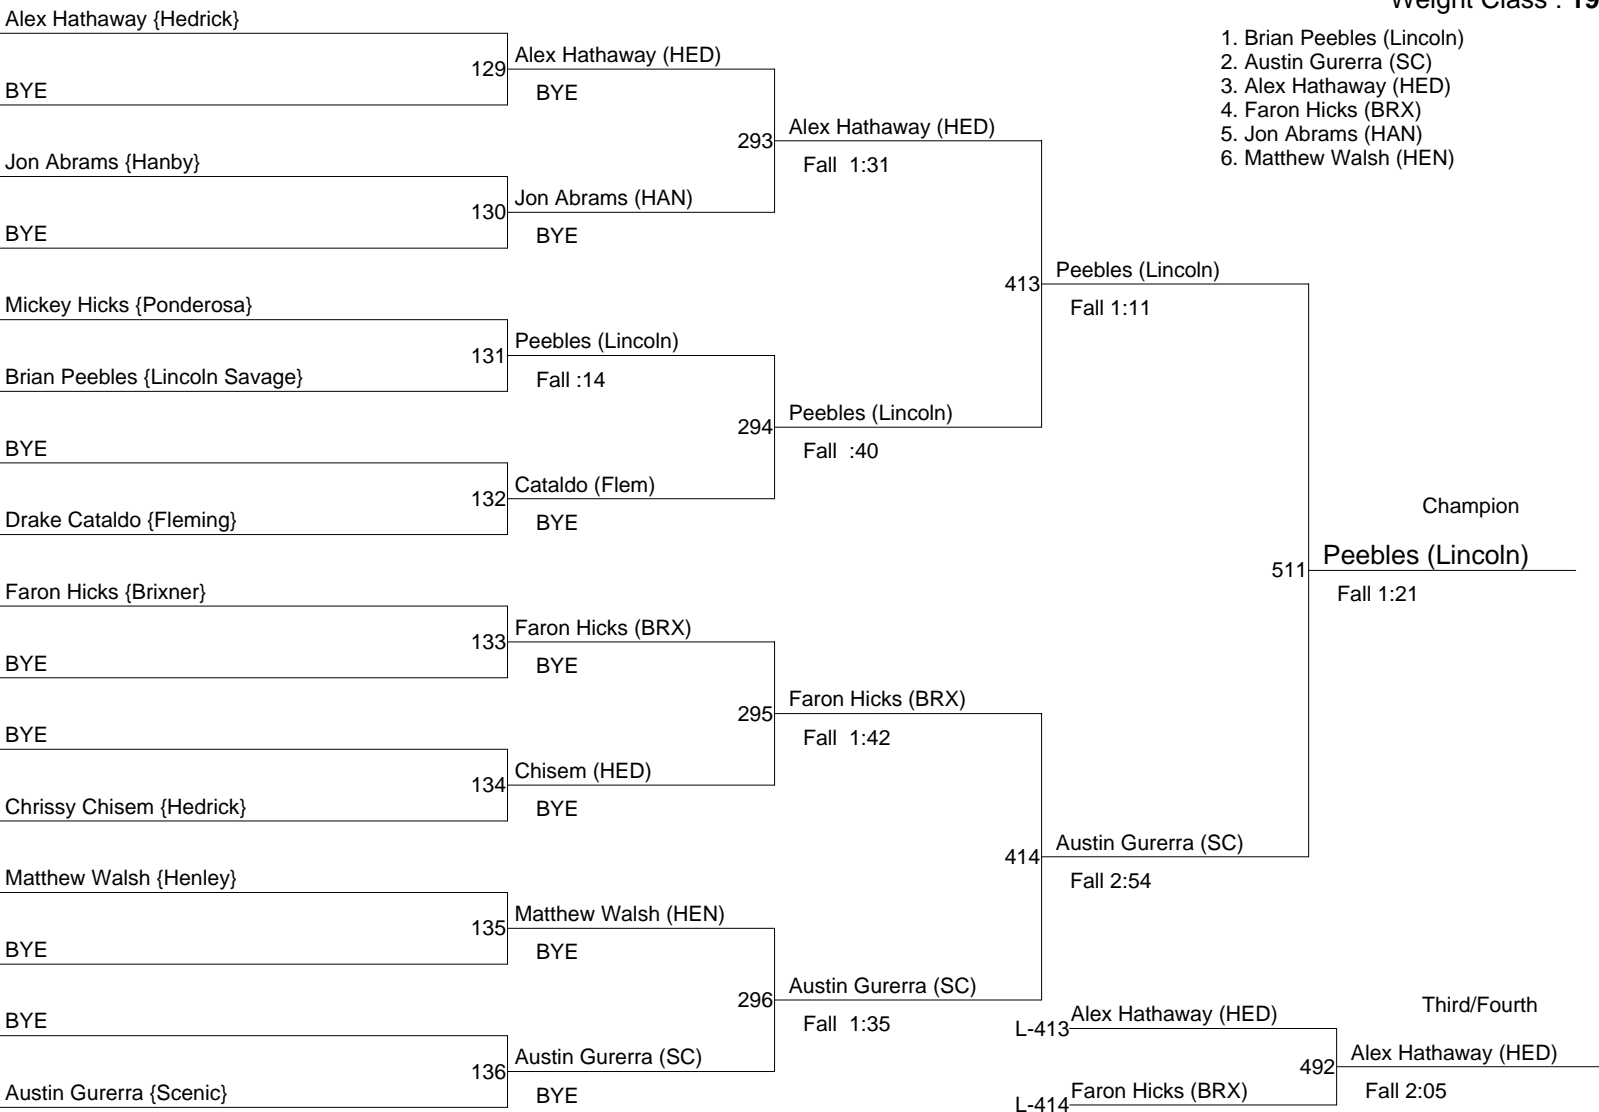 Weight Class : 19
1. Brian Peebles (Lincoln)
2. Austin Gurerra (SC)
3. Alex Hathaway (HED)
4. Faron Hicks (BRX)
5. Jon Abrams (HAN)
6. Matthew Walsh (HEN)
Alex Hathaway {Hedrick}
129
BYE
Jon Abrams {Hanby}
130
BYE
Mickey Hicks {Ponderosa}
131
Brian Peebles {Lincoln Savage}
BYE
132
Drake Cataldo {Fleming}
Faron Hicks {Brixner}
133
BYE
BYE
134
Chrissy Chisem {Hedrick}
Matthew Walsh {Henley}
135
BYE
BYE
136
Austin Gurerra {Scenic}
Alex Hathaway (HED)
BYE
293
Jon Abrams (HAN)
BYE
Peebles (Lincoln)
Fall :14
294
Cataldo (Flem)
BYE
Faron Hicks (BRX)
BYE
295
Chisem (HED)
BYE
Matthew Walsh (HEN)
BYE
296
Austin Gurerra (SC)
BYE
Alex Hathaway (HED)
Fall 1:31
413
Peebles (Lincoln)
Fall :40
Faron Hicks (BRX)
Fall 1:42
414
Austin Gurerra (SC)
Fall 1:35
Peebles (Lincoln)
Fall 1:11
511
Austin Gurerra (SC)
Fall 2:54
Champion
Peebles (Lincoln)
Fall 1:21
L-413 Alex Hathaway (HED)
492
L-414 Faron Hicks (BRX)
Third/Fourth
Alex Hathaway (HED)
Fall 2:05